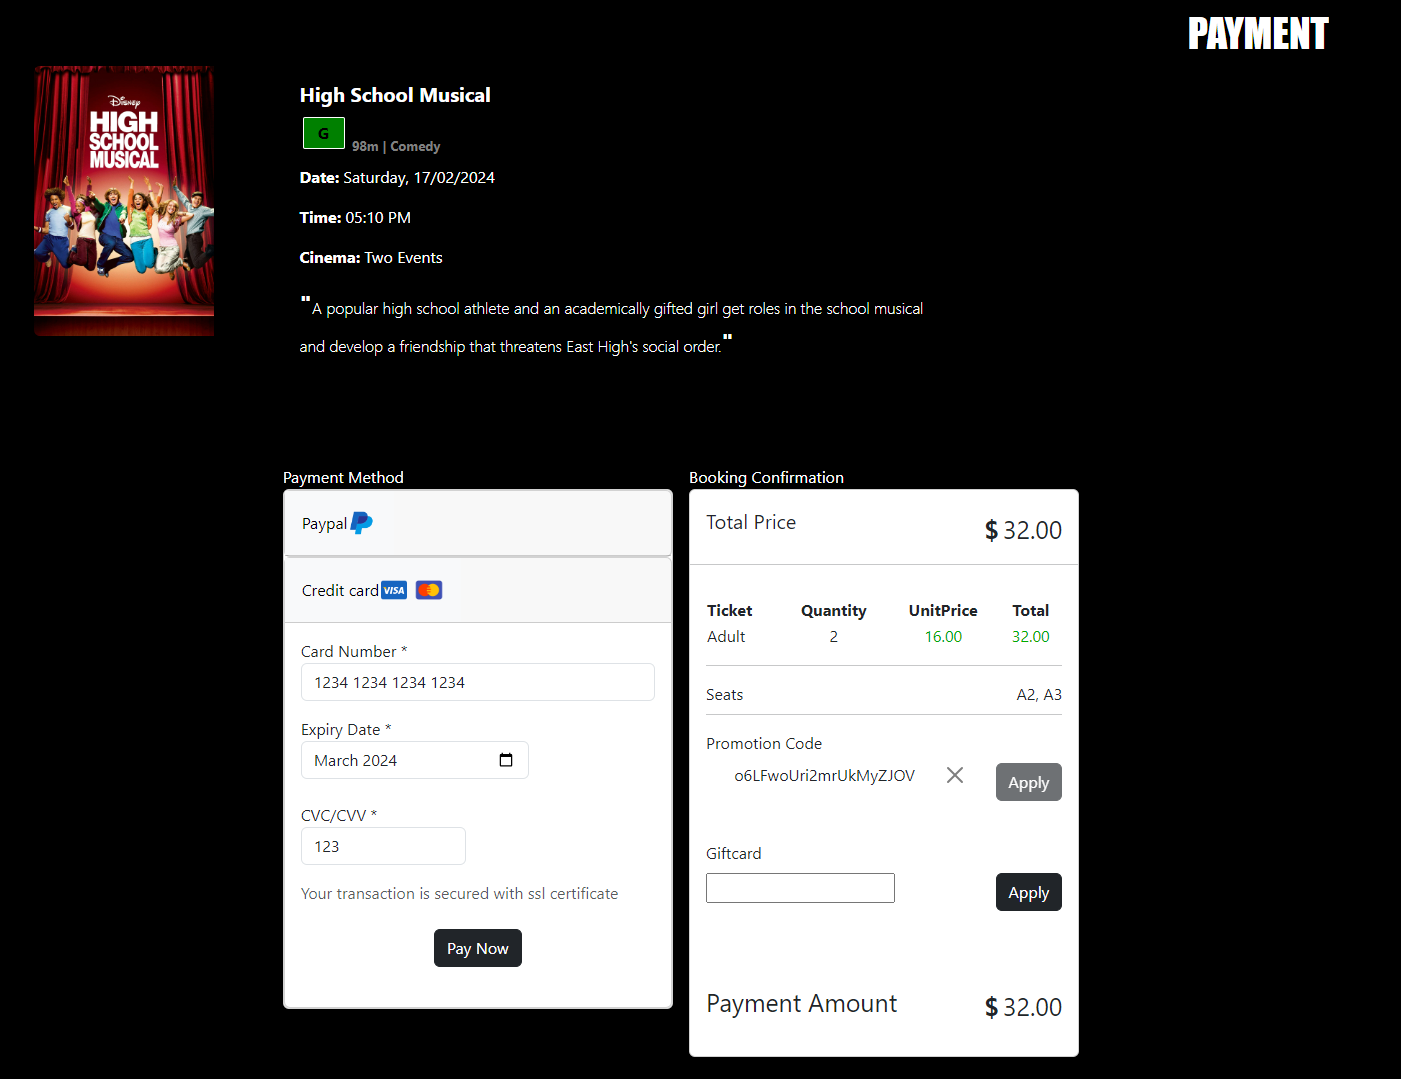 PAYMENT
Disney
HIGH
SCHOOL
MUSICAL
High School Musical
G
98m | Comedy
Date: Saturday, 17/02/2024
Time: 05:10 PM
Cinema: Two Events
"A popular high school athlete and an academically gifted girl get roles in the school musical
and develop a friendship that threatens East High's social order."
Payment Method
Paypal
Credit card VISA
Card Number *
1234 1234 1234 1234
Expiry Date *
March 2024
CVC/CVV *
123
Your transaction is secured with ssl certificate
Pay Now
Booking Confirmation
Total Price $ 32.00
Ticket Quantity UnitPrice Total
Adult 2 16.00 32.00
Seats A2, A3
Promotion Code
o6LFwoUri2mrUkMyZJOV Apply
Giftcard
Apply
Payment Amount $ 32.00